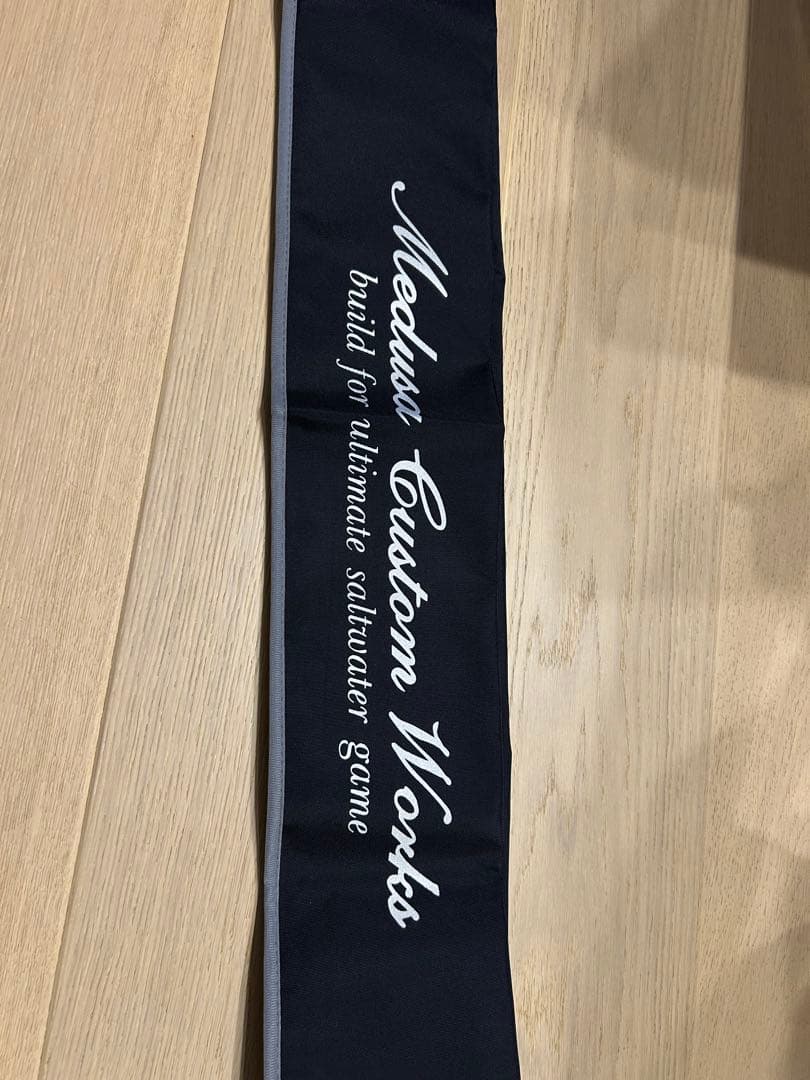 Medusa Custom Works
build for ultimate saltwater game